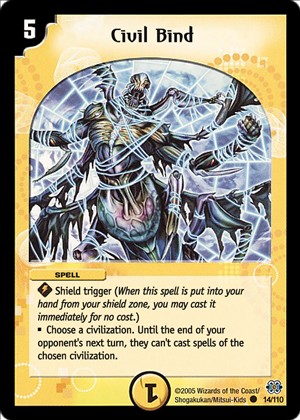 5
Civil Bind
SPELL
Shield trigger (When this spell is put into your
hand from your shield zone, you may cast it
immediately for no cost.)
▪ Choose a civilization. Until the end of your
opponent's next turn, they can't cast spells of
the chosen civilization.
1
©2005 Wizards of the Coast/
Shogakukan/Mitsui-Kids ● 14/110